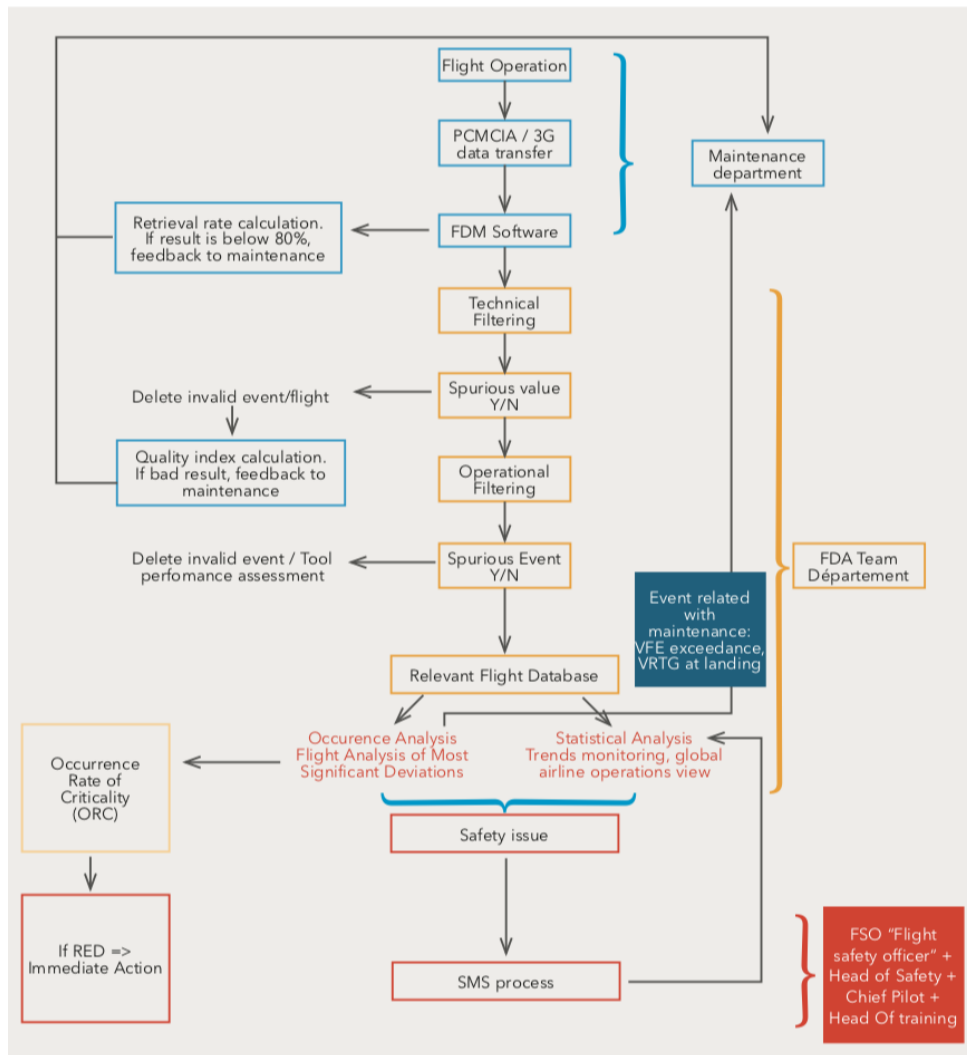 Flight Operation
PCMCIA / 3G
data transfer
Maintenance
department
Retrieval rate calculation.
If result is below 80%,
feedback to maintenance
FDM Software
Technical
Filtering
Delete invalid event/flight
Spurious value
Y/N
Quality index calculation.
If bad result, feedback to
maintenance
Operational
Filtering
Delete invalid event / Tool
perfomance assessment
Spurious Event
Y/N
FDA Team
Département
Event related
with
maintenance:
VFE exceedance,
VRTG at landing
Relevant Flight Database
Occurence Analysis
Flight Analysis of Most
Significant Deviations
Statistical Analysis
Trends monitoring, global
airline operations view
Occurrence
Rate of
Criticality
(ORC)
Safety issue
If RED =>
Immediate Action
SMS process
FSO “Flight
safety officer” +
Head of Safety +
Chief Pilot +
Head Of training